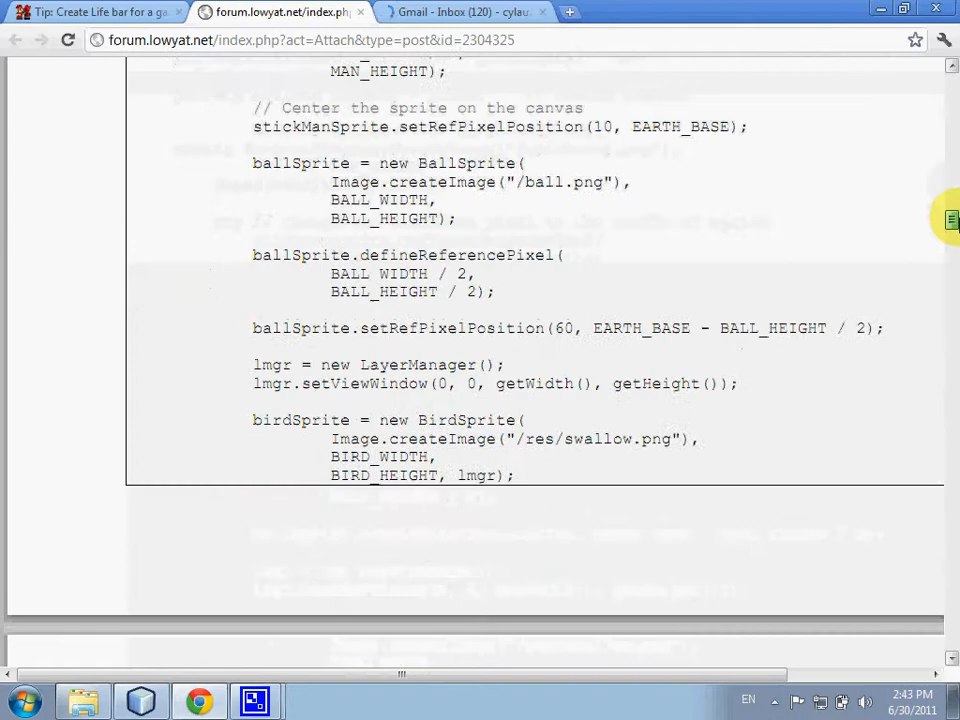 Tip: Create Life bar for a ga
forum.lowyat.net/index.ph
Gmail - Inbox (120) - cylau
forum.lowyat.net/index.php?act=Attach&type=post&id=2304325
MAN_HEIGHT);
// Center the sprite on the canvas
stickManSprite.setRefPixelPosition(10, EARTH_BASE);
ballSprite = new BallSprite(
Image.createImage("/ball.png"),
BALL_WIDTH,
BALL_HEIGHT);
ballSprite.defineReferencePixel(
BALL_WIDTH / 2,
BALL_HEIGHT / 2);
ballSprite.setRefPixelPosition(60, EARTH_BASE - BALL_HEIGHT / 2);
lmgr = new LayerManager();
lmgr.setViewWindow(0, 0, getWidth(), getHeight());
birdSprite = new BirdSprite(
Image.createImage("/res/swallow.png"),
BIRD_WIDTH,
BIRD_HEIGHT, lmgr);
EN
2:43 PM
6/30/2011